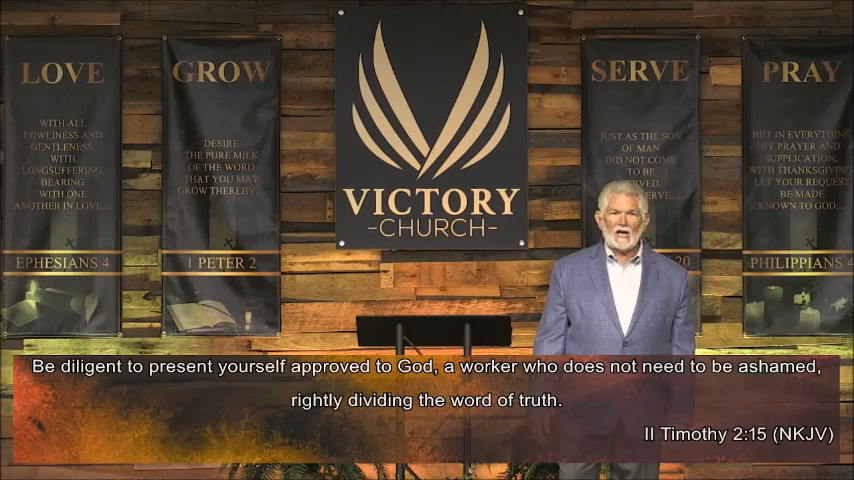 LOVE
WITH ALL
LOWLINESS AND
GENTLENESS,
WITH
LONGSUFFERING,
BEARING
WITH ONE
ANOTHER IN LOVE...
EPHESIANS 4
GROW
DESIRE
THE PURE MILK
OF THE WORD
THAT YOU MAY
GROW THEREBY...
1 PETER 2
VICTORY
-CHURCH-
SERVE
JUST AS THE SON
OF MAN
DID NOT COME
TO BE
20
PRAY
BUT IN EVERYTHING
BY PRAYER AND
SUPPLICATION,
WITH THANKSGIVING
LET YOUR REQUEST
BE MADE
KNOWN TO GOD;...
PHILIPPIANS 4
Be diligent to present yourself approved to God, a worker who does not need to be ashamed,
rightly dividing the word of truth.
II Timothy 2:15 (NKJV)